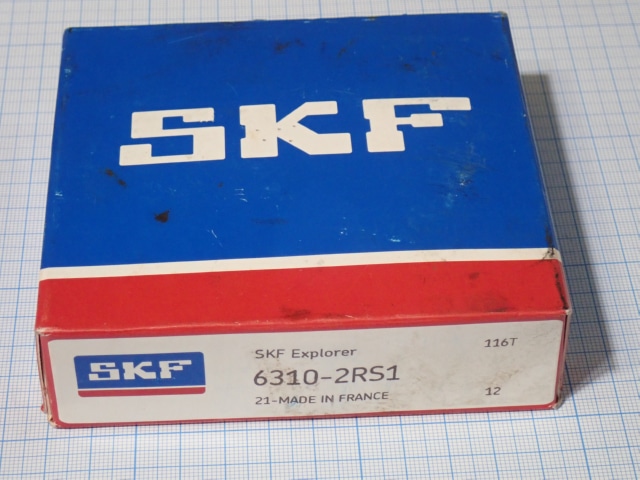 SKF
SKF
SKF Explorer
116T
6310-2RS1
21-MADE IN FRANCE
12